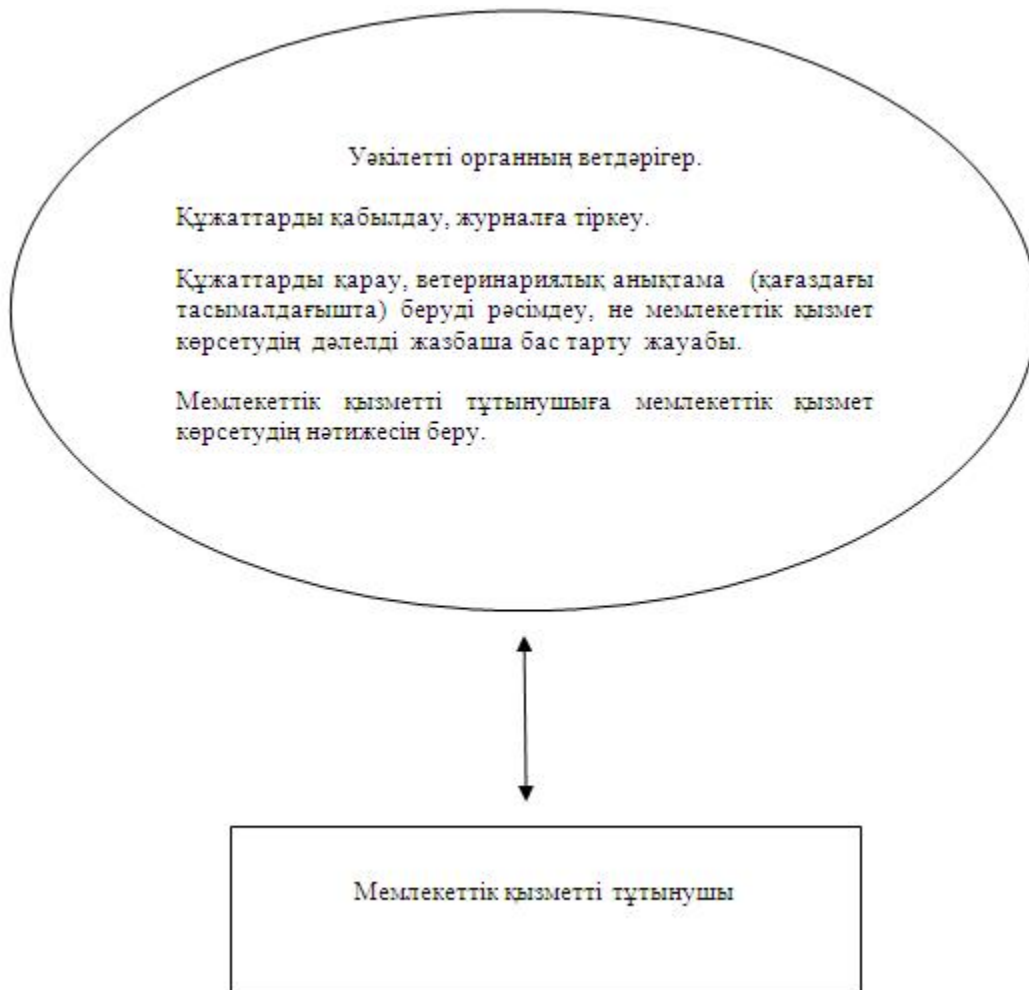 Уәкілетті органның ветдәрігер.
Құжаттарды қабылдау, журналға тіркеу.
Құжаттарды қарау, ветеринариялық анықтама (қағаздағы
тасымалдағышта) беруді рәсімдеу, не мемлекеттік қызмет
көрсетудің дәлелді жазбаша бас тарту жауабы.
Мемлекеттік қызметті тұтынушыға мемлекеттік қызмет
көрсетудің нәтижесін беру.
Мемлекеттік қызметті тұтынушы